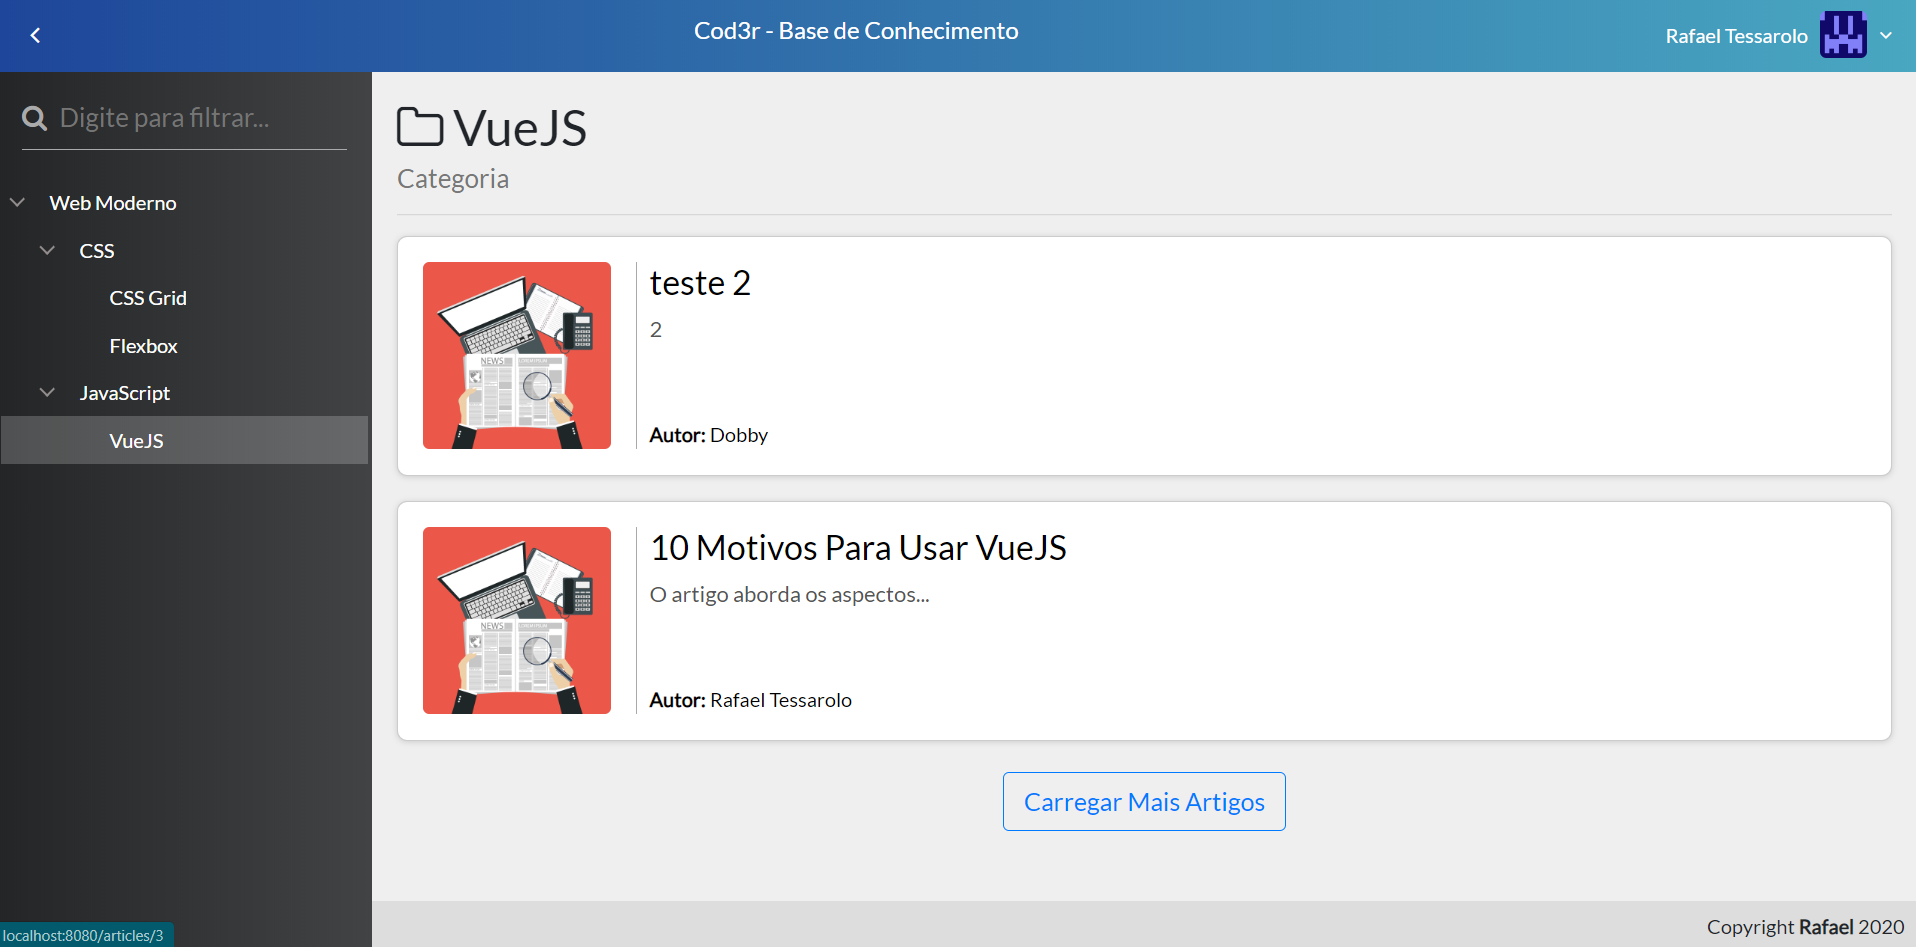 Cod3r - Base de Conhecimento
Rafael Tessarolo
Digite para filtrar...
Web Moderno
CSS
CSS Grid
Flexbox
JavaScript
VueJS
VueJS
Categoria
NEWS
teste 2
2
Autor: Dobby
NEWS
10 Motivos Para Usar VueJS
O artigo aborda os aspectos...
Autor: Rafael Tessarolo
Carregar Mais Artigos
Copyright Rafael 2020
localhost:8080/articles/3